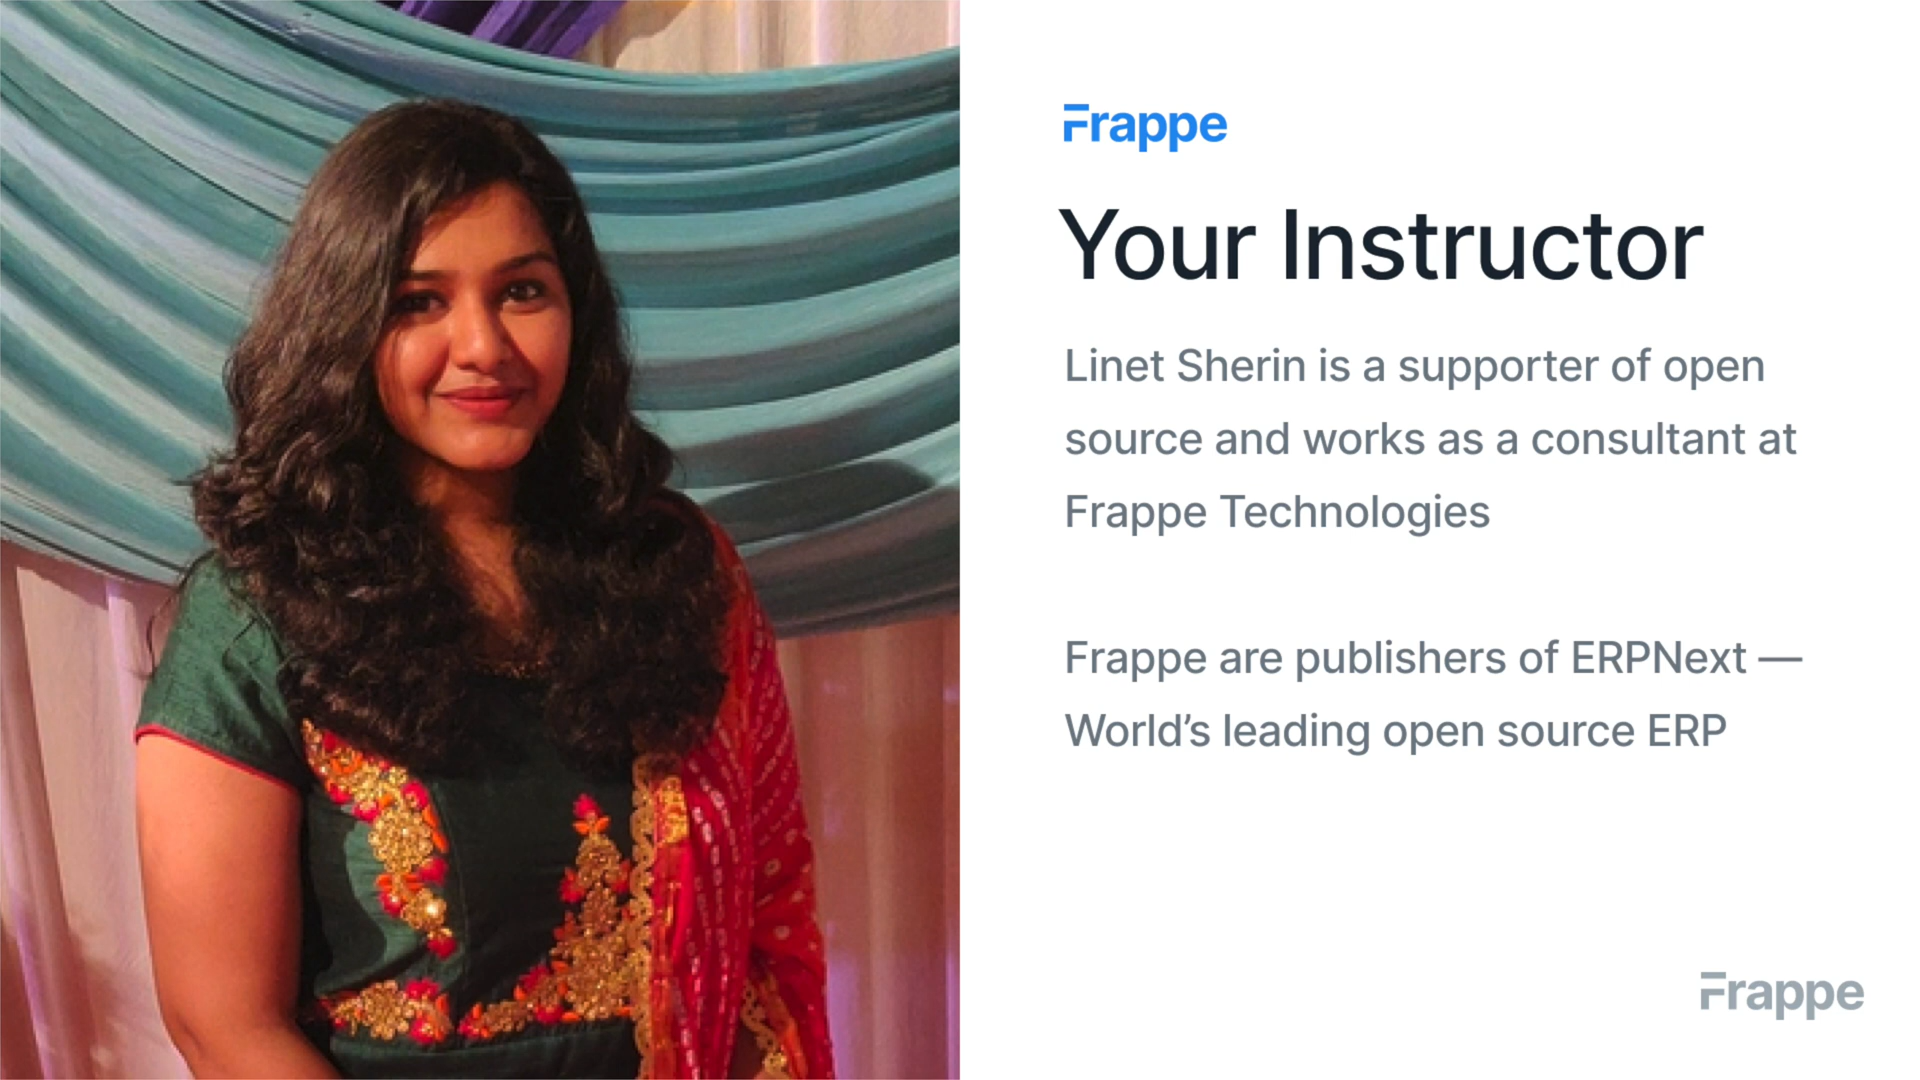 Frappe
Your Instructor
Linet Sherin is a supporter of open
source and works as a consultant at
Frappe Technologies
Frappe are publishers of ERPNext —
World’s leading open source ERP
Frappe